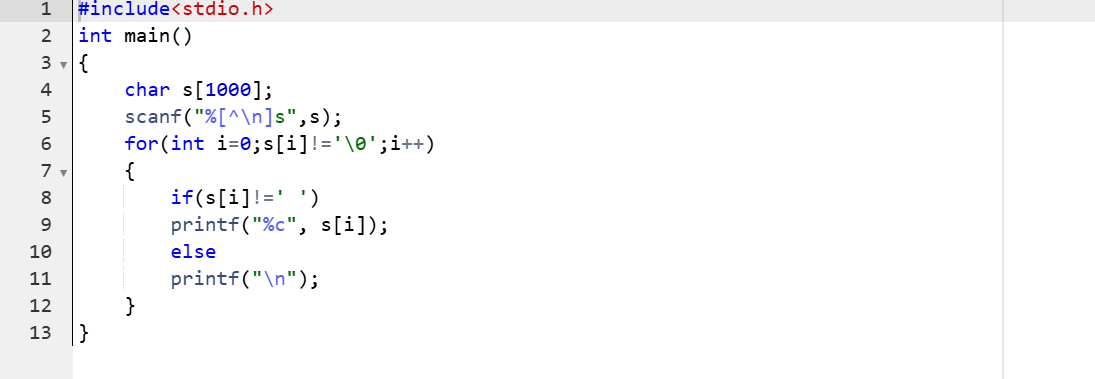 1 #include<stdio.h>
2 int main()
3 {
4 char s[1000];
5 scanf("%[^\n]s",s);
6 for(int i=0;s[i]!='\0';i++)
7 {
8 if(s[i]!=' ')
9 printf("%c", s[i]);
10 else
11 printf("\n");
12 }
13 }